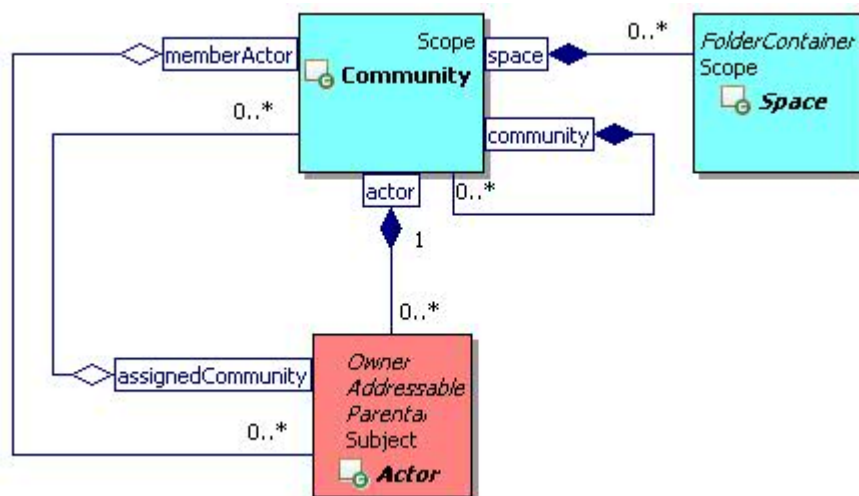 memberActor
Scope
Community
space
0..*
FolderContainer
Scope
Space
0..*
community
0..*
actor
1
0..*
assignedCommunity
Owner
Addressable
Parental
Subject
Actor
0..*